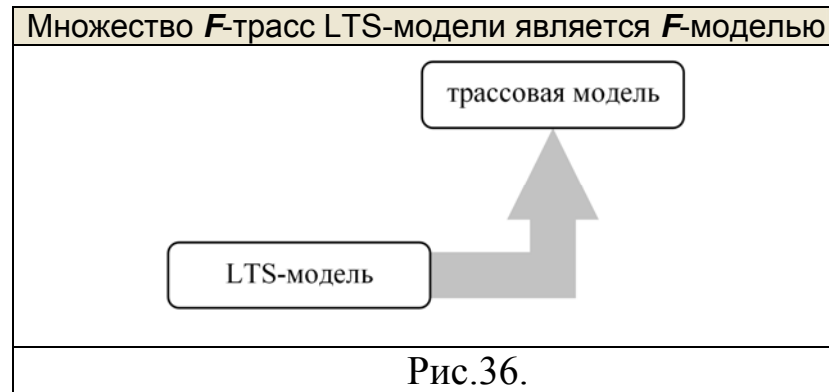 Множество F-трасс LTS-модели является F-моделью
трассовая модель
LTS-модель
Рис.36.